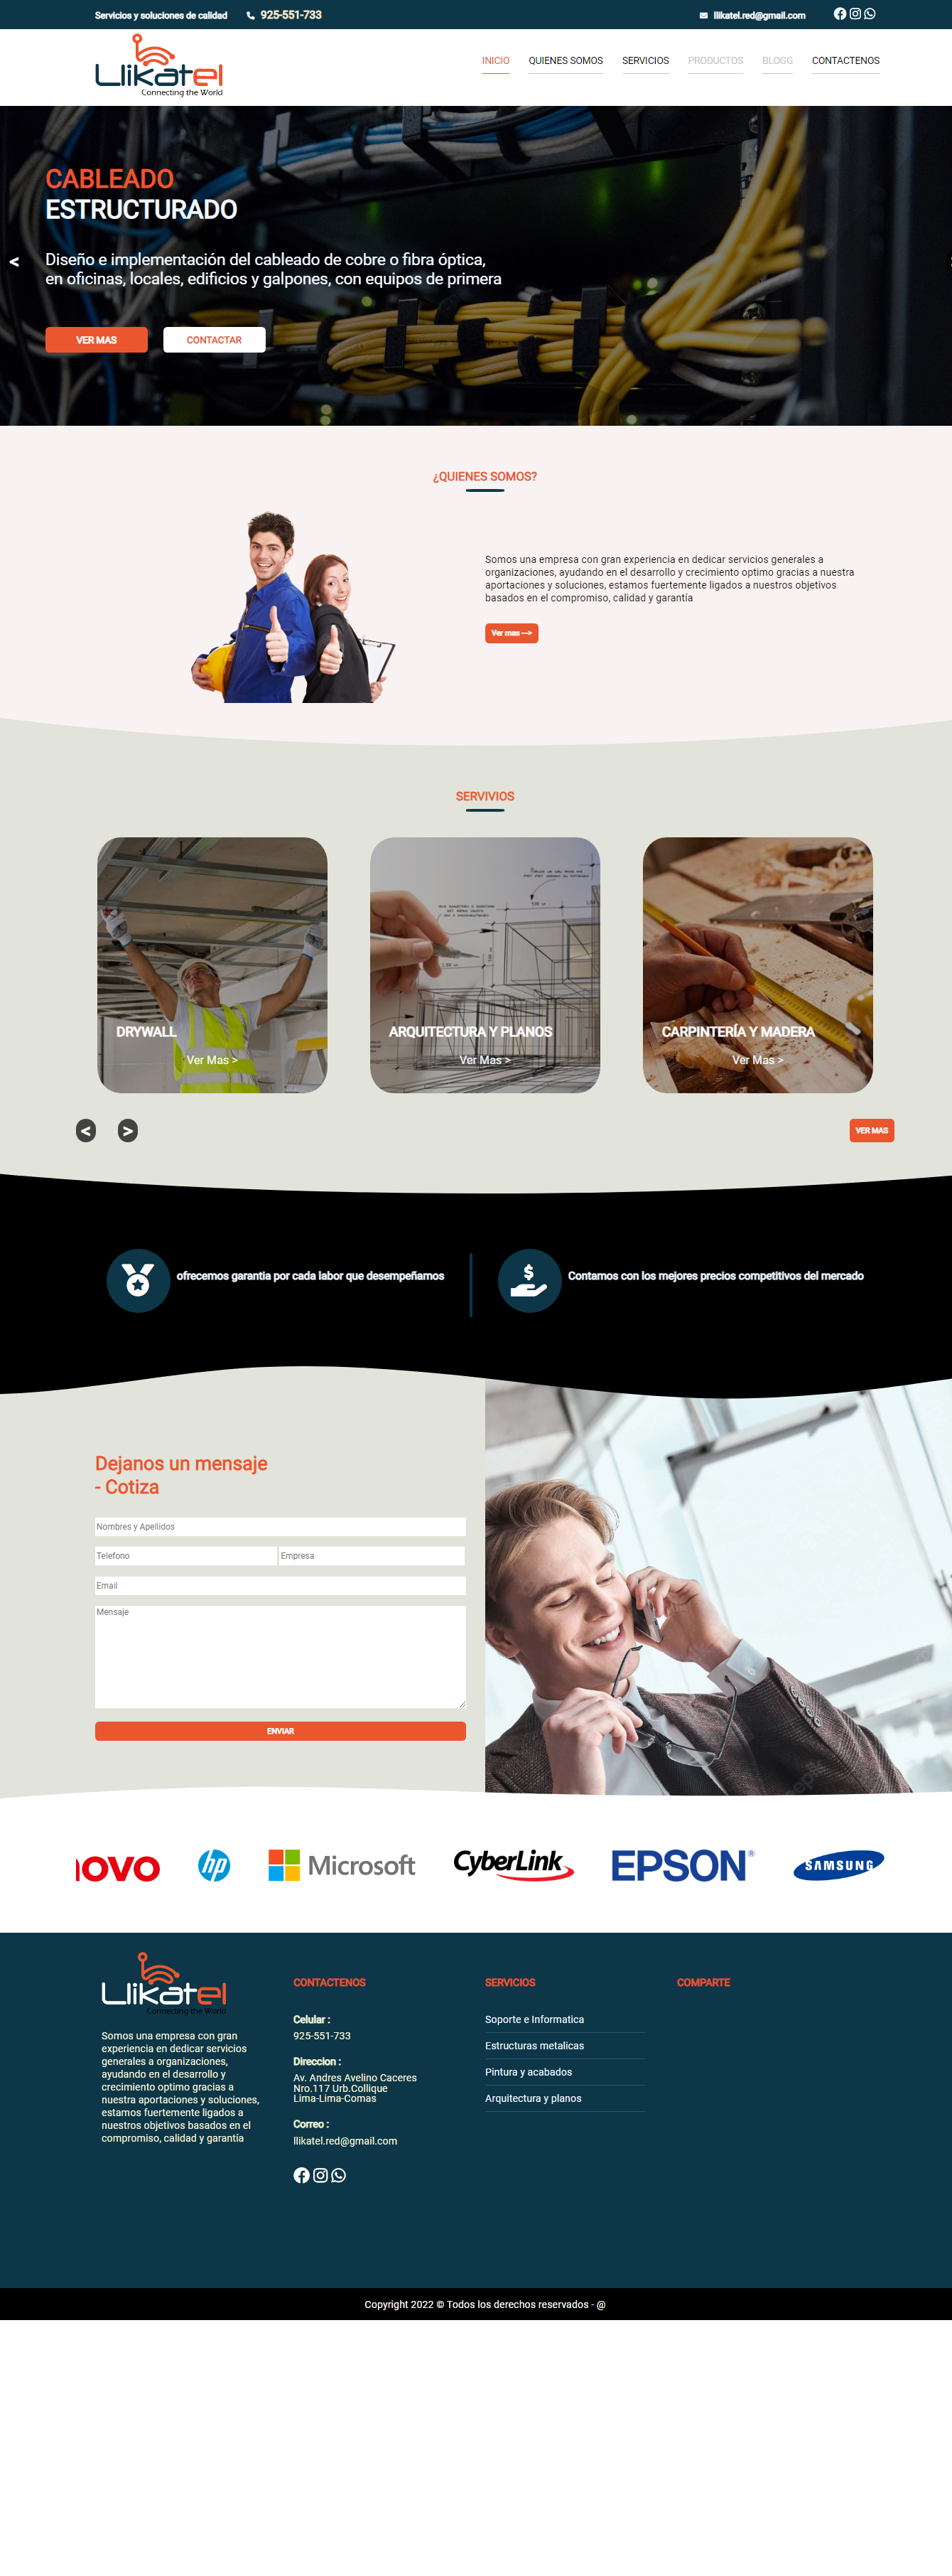 Servicios y soluciones de calidad
925-551-733
llikatel.red@gmail.com
Llikatel
Connecting the World
INICIO
QUIENES SOMOS
SERVICIOS
PRODUCTOS
BLOGG
CONTACTENOS
CABLEADO
ESTRUCTURADO
Diseño e implementación del cableado de cobre o fibra óptica,
en oficinas, locales, edificios y galpones, con equipos de primera
<
VER MAS
CONTACTAR
¿QUIENES SOMOS?
Somos una empresa con gran experiencia en dedicar servicios generales a
organizaciones, ayudando en el desarrollo y crecimiento optimo gracias a nuestra
aportaciones y soluciones, estamos fuertemente ligados a nuestros objetivos
basados en el compromiso, calidad y garantía
Ver mas --->
SERVIVIOS
DRYWALL
Ver Mas >
ARQUITECTURA Y PLANOS
Ver Mas >
CARPINTERÍA Y MADERA
Ver Mas >
<
>
VER MAS
ofrecemos garantia por cada labor que desempeñamos
Contamos con los mejores precios competitivos del mercado
Dejanos un mensaje
- Cotiza
Nombres y Apellidos
Telefono
Empresa
Email
Mensaje
ENVIAR
novo
hp
Microsoft
CyberLink
EPSON®
SAMSUNG
Llikatel
Connecting the World
Somos una empresa con gran
experiencia en dedicar servicios
generales a organizaciones,
ayudando en el desarrollo y
crecimiento optimo gracias a
nuestra aportaciones y soluciones,
estamos fuertemente ligados a
nuestros objetivos basados en el
compromiso, calidad y garantía
CONTACTENOS
Celular :
925-551-733
Direccion :
Av. Andres Avelino Caceres
Nro.117 Urb.Collique
Lima-Lima-Comas
Correo :
llikatel.red@gmail.com
SERVICIOS
Soporte e Informatica
Estructuras metalicas
Pintura y acabados
Arquitectura y planos
COMPARTE
Copyright 2022 © Todos los derechos reservados - @